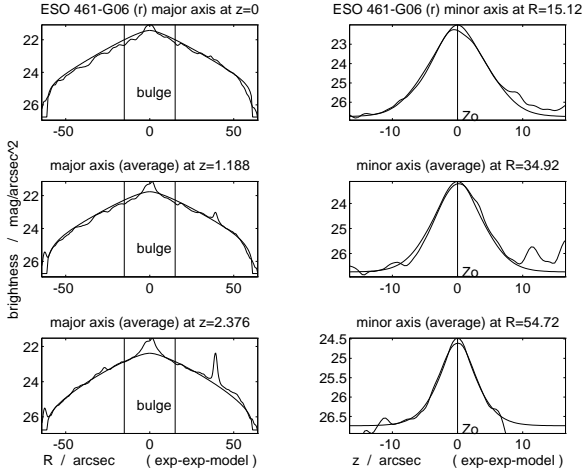 ESO 461-G06 (r) major axis at z=0
22
24
26
-50 0 50
bulge
major axis (average) at z=1.188
22
24
26
-50 0 50
bulge
major axis (average) at z=2.376
22
24
26
-50 0 50
bulge
R / arcsec ( exp-exp-model )
brightness / mag/arcsec^2
ESO 461-G06 (r) minor axis at R=15.12
23
24
25
26
-10 0 10
Zo
minor axis (average) at R=34.92
24
25
26
-10 0 10
Zo
minor axis (average) at R=54.72
24.5
25
25.5
26
26.5
-10 0 10
Zo
z / arcsec ( exp-exp-model )